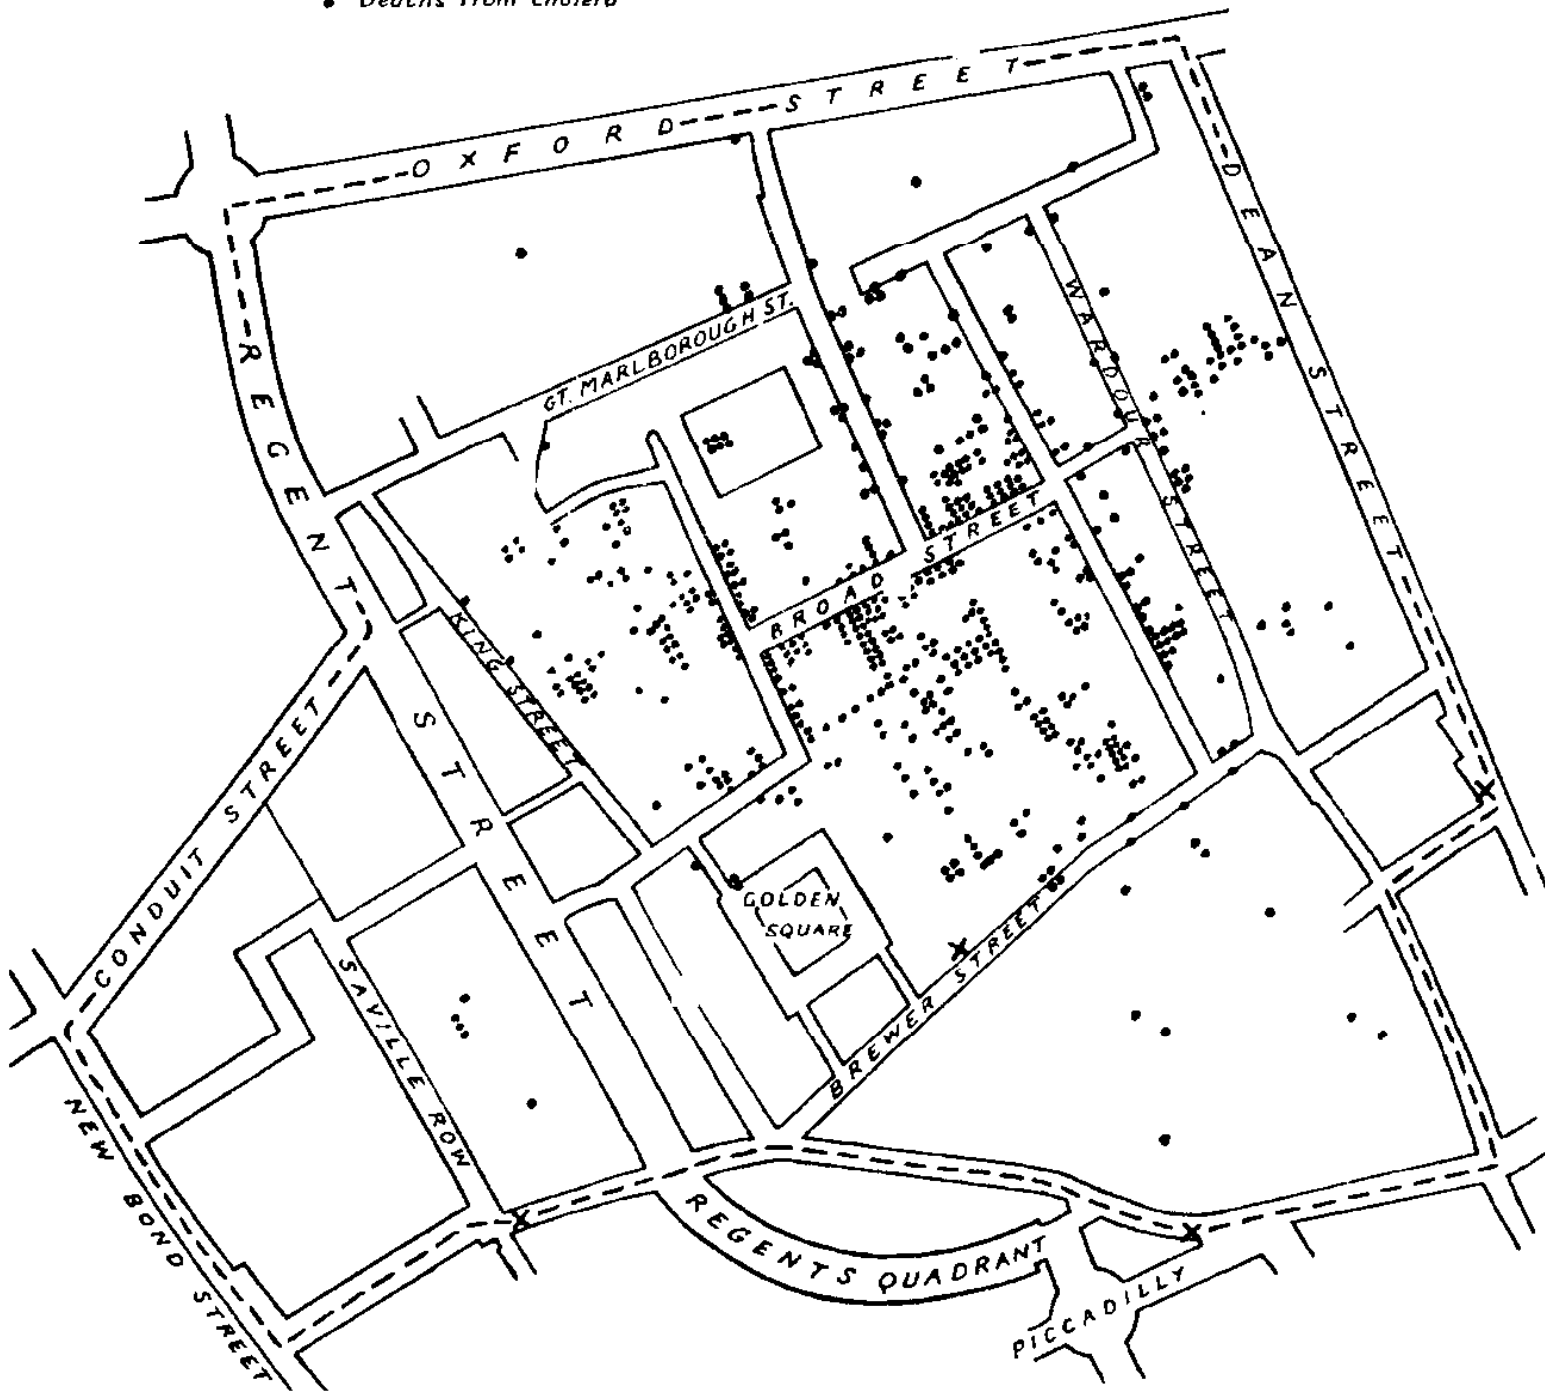 Deaths from cholera
OXFORD STREET
DEAN STREET
REGENT STREET
GT. MARLBOROUGH ST.
WARDOUR STREET
BROAD STREET
KING STREET
CONDUIT STREET
GOLDEN
SQUARE
BREWER STREET
SAVILLE ROW
NEW BOND STREET
REGENTS QUADRANT
PICCADILLY